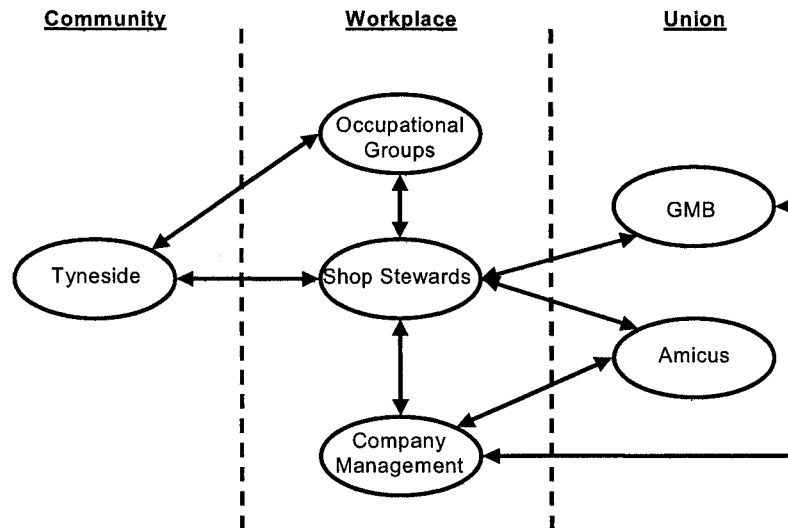 Community
Workplace
Union
Occupational
Groups
GMB
Tyneside
Shop Stewards
Amicus
Company
Management